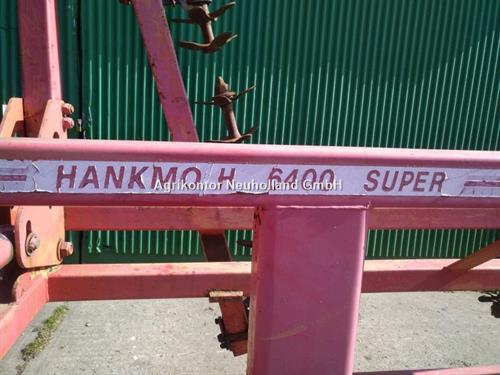 HANKMO H 6400 SUPER
Agrikontor Neuholland GmbH